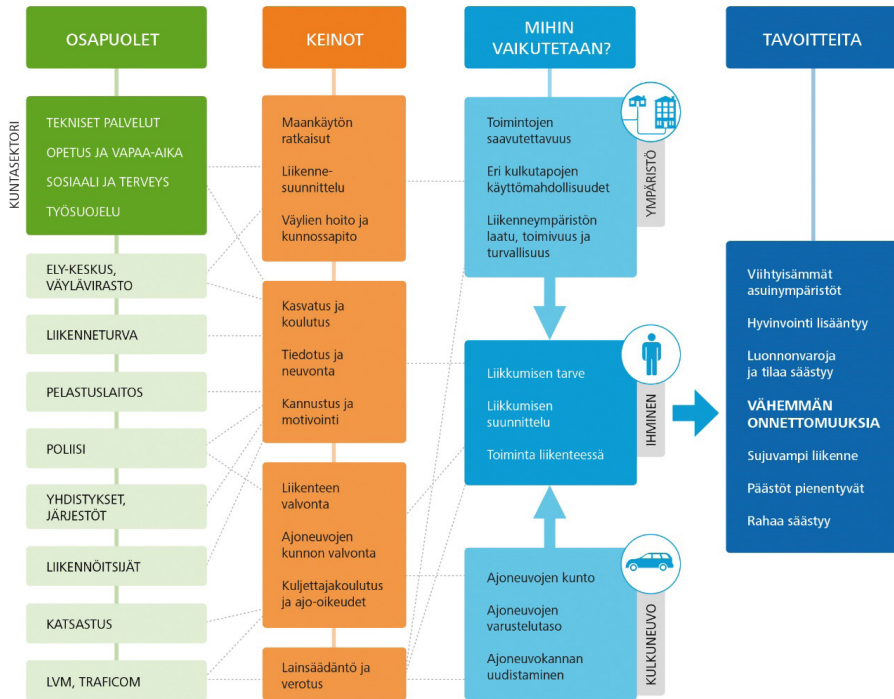 OSAPUOLET
KUNTASEKTORI
TEKNISET PALVELUT
OPETUS JA VAPAA-AIKA
SOSIAALI JA TERVEYS
TYÖSUOJELU
ELY-KESKUS,
VÄYLÄVIRASTO
LIIKENNETURVA
PELASTUSLAITOS
POLIISI
YHDISTYKSET,
JÄRJESTÖT
LIIKENNÖITSIJÄT
KATSASTUS
LVM, TRAFICOM
KEINOT
Maankäytön
ratkaisut
Liikenne-
suunnittelu
Väylien hoito ja
kunnossapito
Kasvatus ja
koulutus
Tiedotus ja
neuvonta
Kannustus ja
motivointi
Liikenteen
valvonta
Ajoneuvojen
kunnon valvonta
Kuljettajakoulutus
ja ajo-oikeudet
Lainsäädäntö ja
verotus
MIHIN
VAIKUTETAAN?
Toimintojen
saavutettavuus
Eri kulkutapojen
käyttömahdollisuudet
Liikenneympäristön
laatu, toimivuus ja
turvallisuus
YMPÄRISTÖ
Liikkumisen tarve
Liikkumisen
suunnittelu
Toiminta liikenteessä
IHMINEN
Ajoneuvojen kunto
Ajoneuvojen
varustelutaso
Ajoneuvokannan
uudistaminen
KULKUNEUVO
TAVOITTEITA
Viihtyisämmät
asuinympäristöt
Hyvinvointi lisääntyy
Luonnonvaroja
ja tilaa säästyy
VÄHEMMÄN
ONNETTOMUUKSIA
Sujuvampi liikenne
Päästöt pienentyvät
Rahaa säästyy